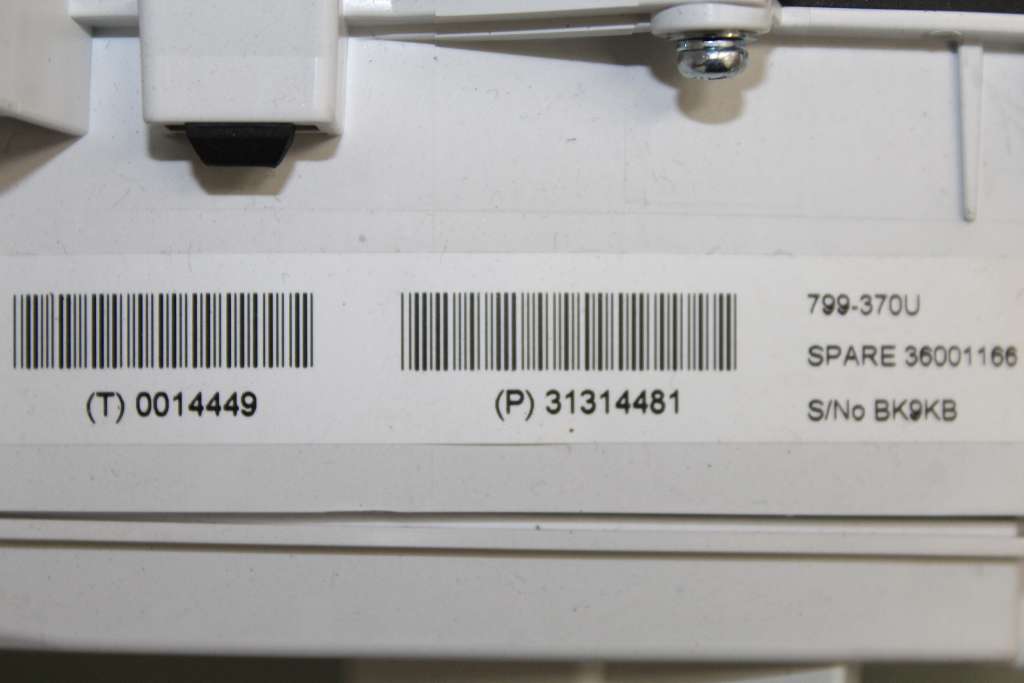 (T) 0014449
(P) 31314481
799-370U
SPARE 36001166
S/No BK9KB